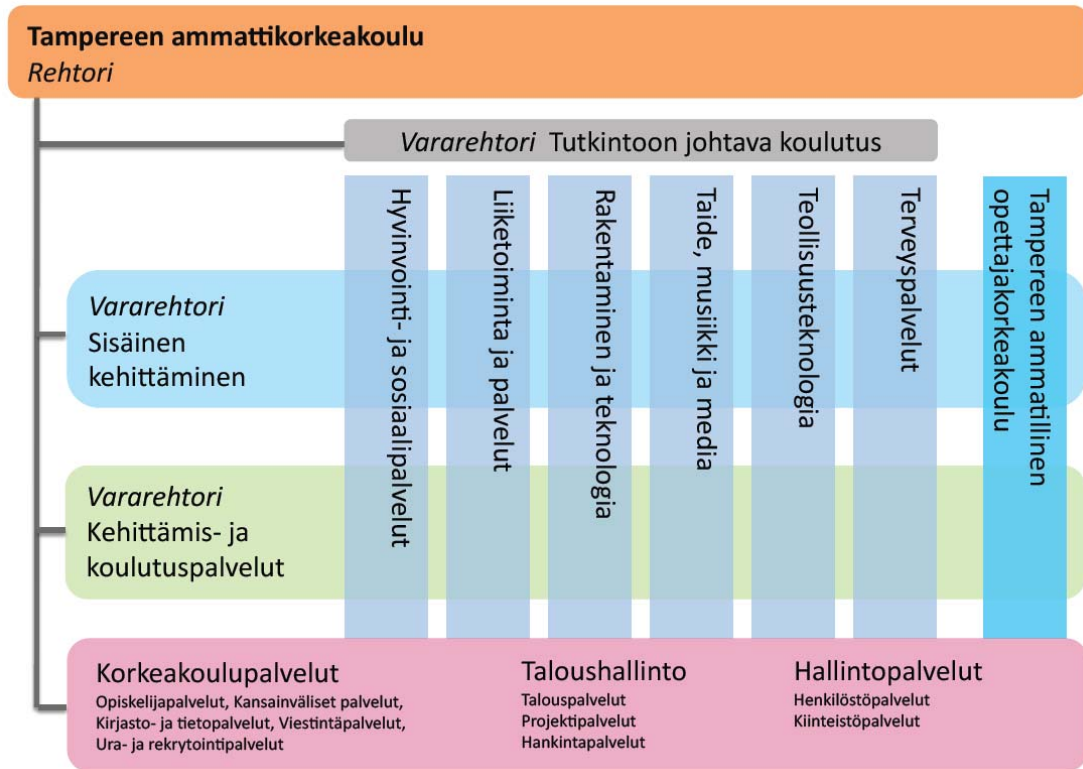 Tampereen ammattikorkeakoulu
Rehtori
Vararehtori Tutkintoon johtava koulutus
Hyvinvointi- ja sosiaalipalvelut
Liiketoiminta ja palvelut
Rakentaminen ja teknologia
Taide, musiikki ja media
Teollisuusteknologia
Terveyspalvelut
Tampereen ammatillinen
opettajakorkeakoulu
Vararehtori
Sisäinen
kehittäminen
Vararehtori
Kehittämis- ja
koulutuspalvelut
Korkeakoulupalvelut
Opiskelijapalvelut, Kansainväliset palvelut,
Kirjasto- ja tietopalvelut, Viestintäpalvelut,
Ura- ja rekrytointipalvelut
Taloushallinto
Talouspalvelut
Projektipalvelut
Hankintapalvelut
Hallintopalvelut
Henkilöstöpalvelut
Kiinteistöpalvelut